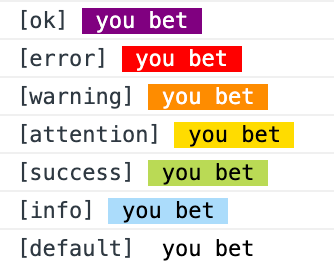 [ok] you bet
[error] you bet
[warning] you bet
[attention] you bet
[success] you bet
[info] you bet
[default] you bet